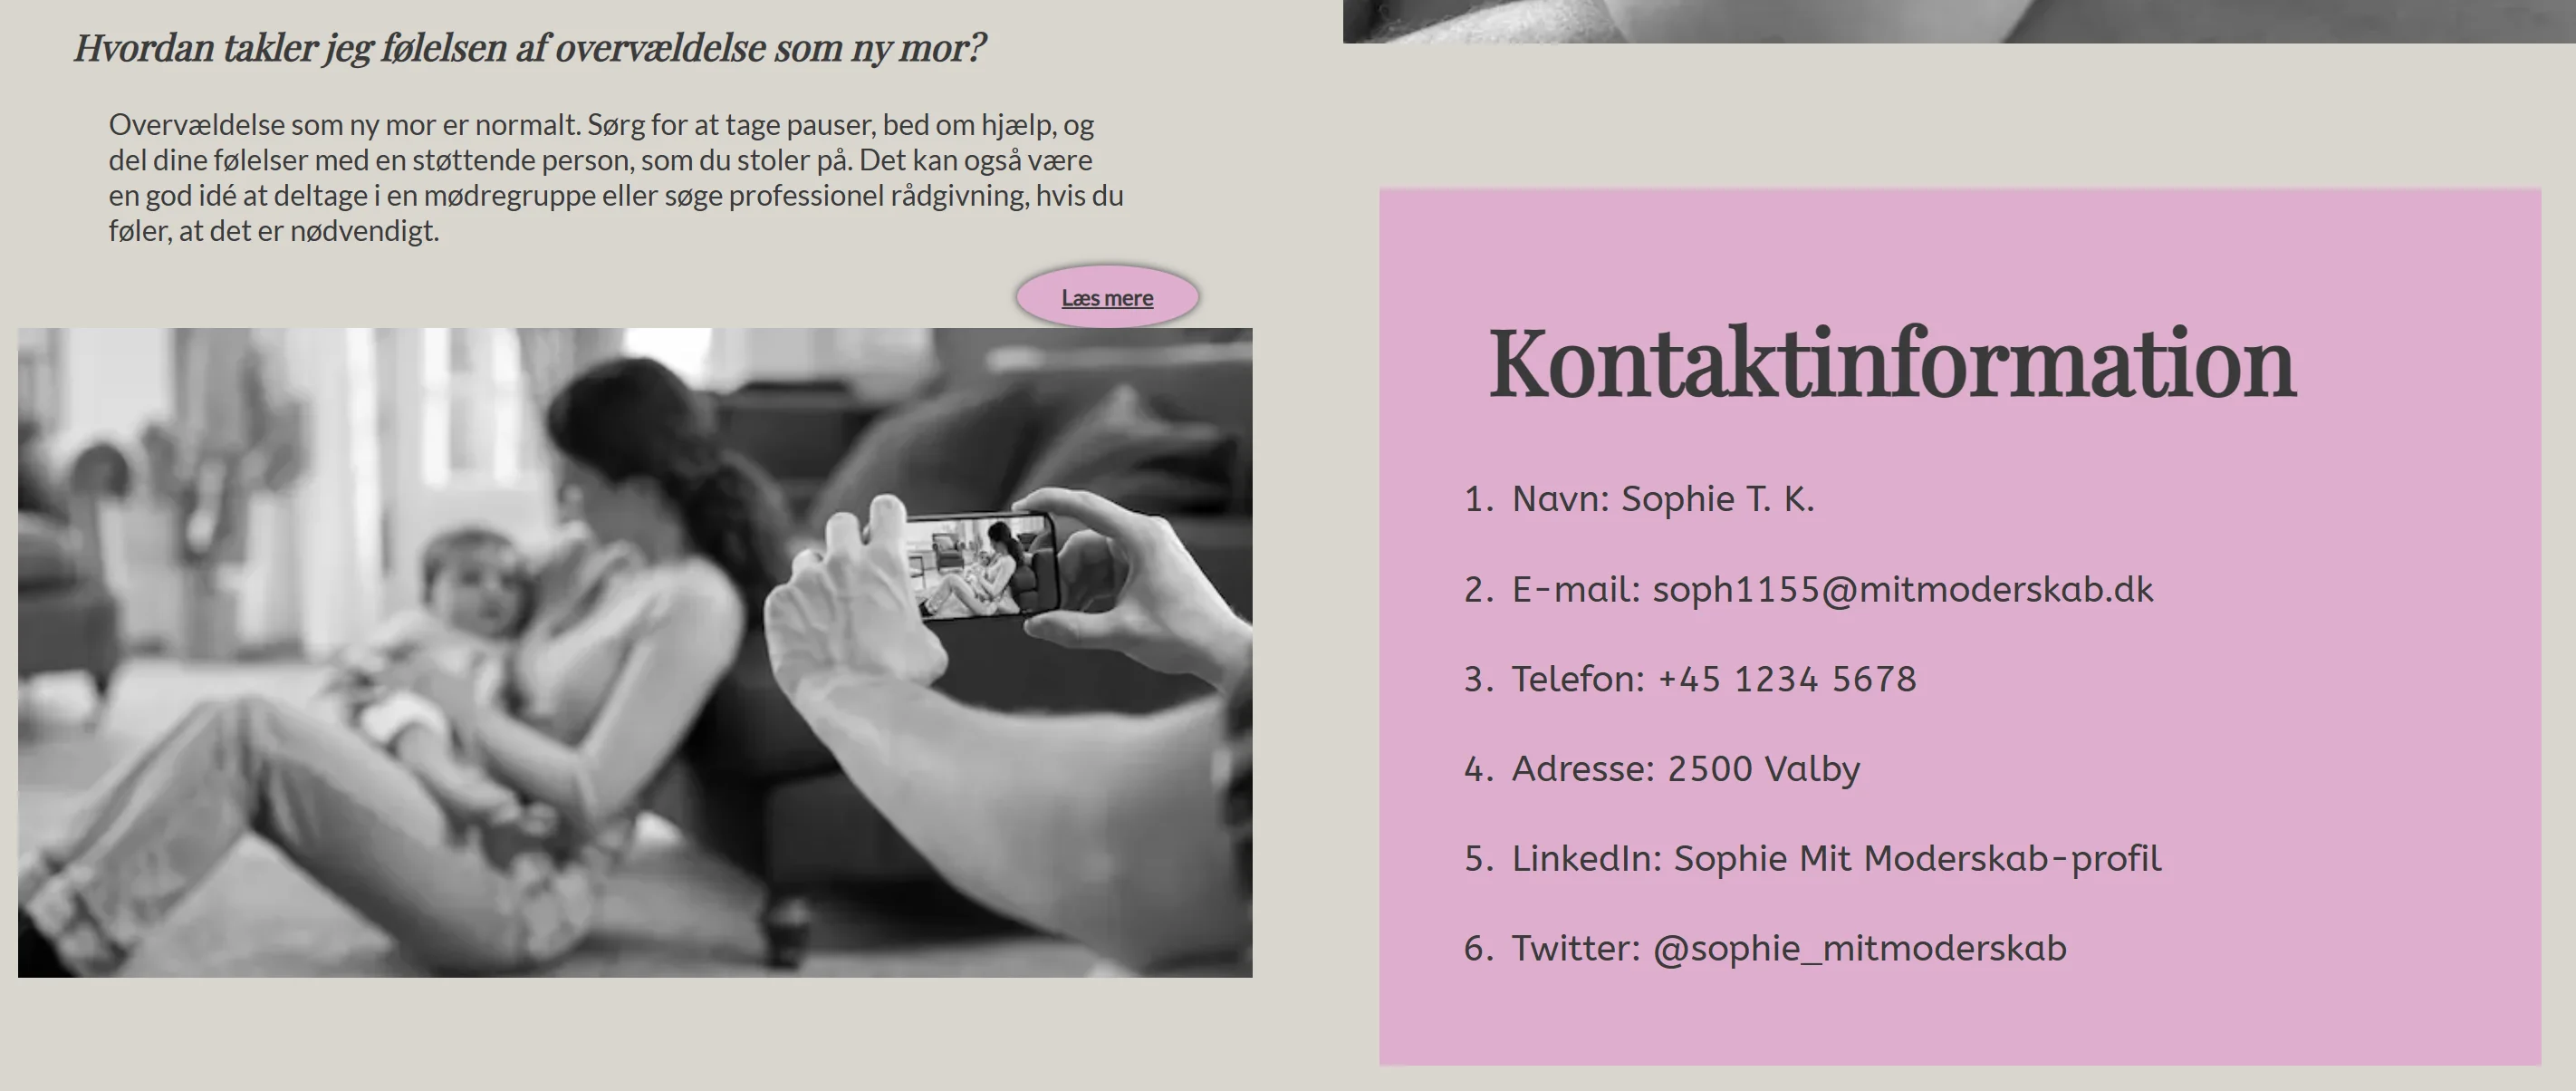 Hvordan takler jeg følelsen af overvældelse som ny mor?
Overvældelse som ny mor er normalt. Sørg for at tage pauser, bed om hjælp, og
del dine følelser med en støttende person, som du stoler på. Det kan også være
en god idé at deltage i en mødregruppe eller søge professionel rådgivning, hvis du
føler, at det er nødvendigt.
Læs mere
Kontaktinformation
1. Navn: Sophie T. K.
2. E-mail: soph1155@mitmoderskab.dk
3. Telefon: +45 1234 5678
4. Adresse: 2500 Valby
5. LinkedIn: Sophie Mit Moderskab-profil
6. Twitter: @sophie_mitmoderskab